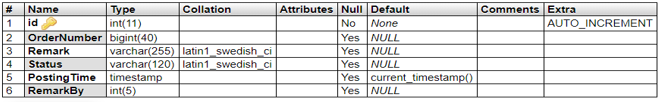 # Name Type Collation Attributes Null Default Comments Extra
1 id int(11) No None AUTO_INCREMENT
2 OrderNumber bigint(40) Yes NULL
3 Remark varchar(255) latin1_swedish_ci Yes NULL
4 Status varchar(120) latin1_swedish_ci Yes NULL
5 PostingTime timestamp Yes current_timestamp()
6 RemarkBy int(5) Yes NULL